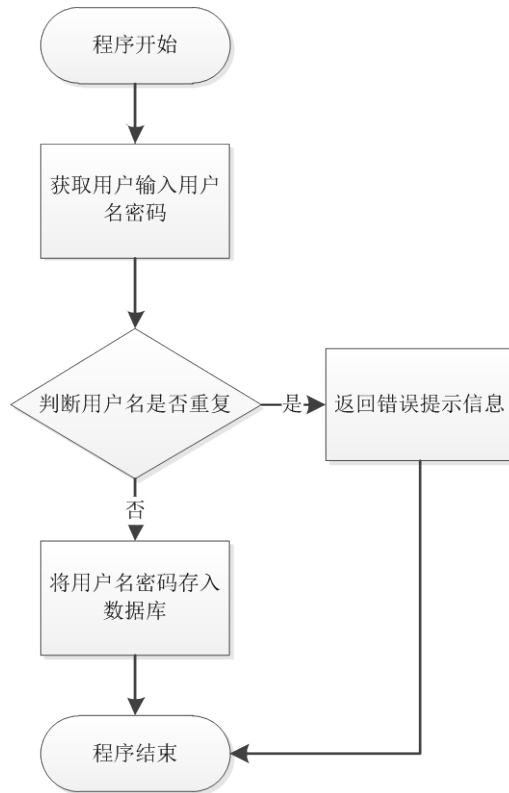 程序开始
获取用户输入用户
名密码
判断用户名是否重复
是
返回错误提示信息
否
将用户名密码存入
数据库
程序结束